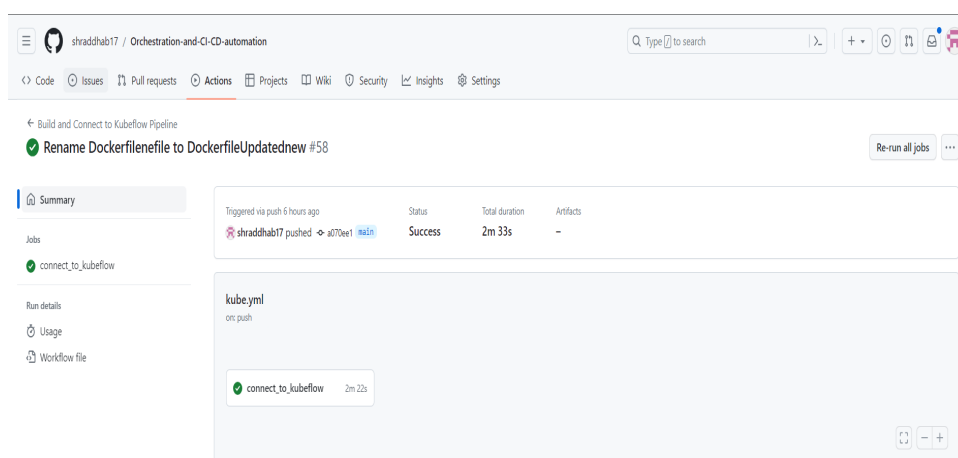 shraddhab17 / Orchestration-and-CI-CD-automation
Type / to search
Code Issues Pull requests Actions Projects Wiki Security Insights Settings
← Build and Connect to Kubeflow Pipeline
Rename Dockerfilenefile to DockerfileUpdatednew #58
Re-run all jobs
Summary
Jobs
connect_to_kubeflow
Run details
Usage
Workflow file
Triggered via push 6 hours ago
shraddhab17 pushed a070ee1 main
Status
Success
Total duration
2m 33s
Artifacts
–
kube.yml
on: push
connect_to_kubeflow 2m 22s